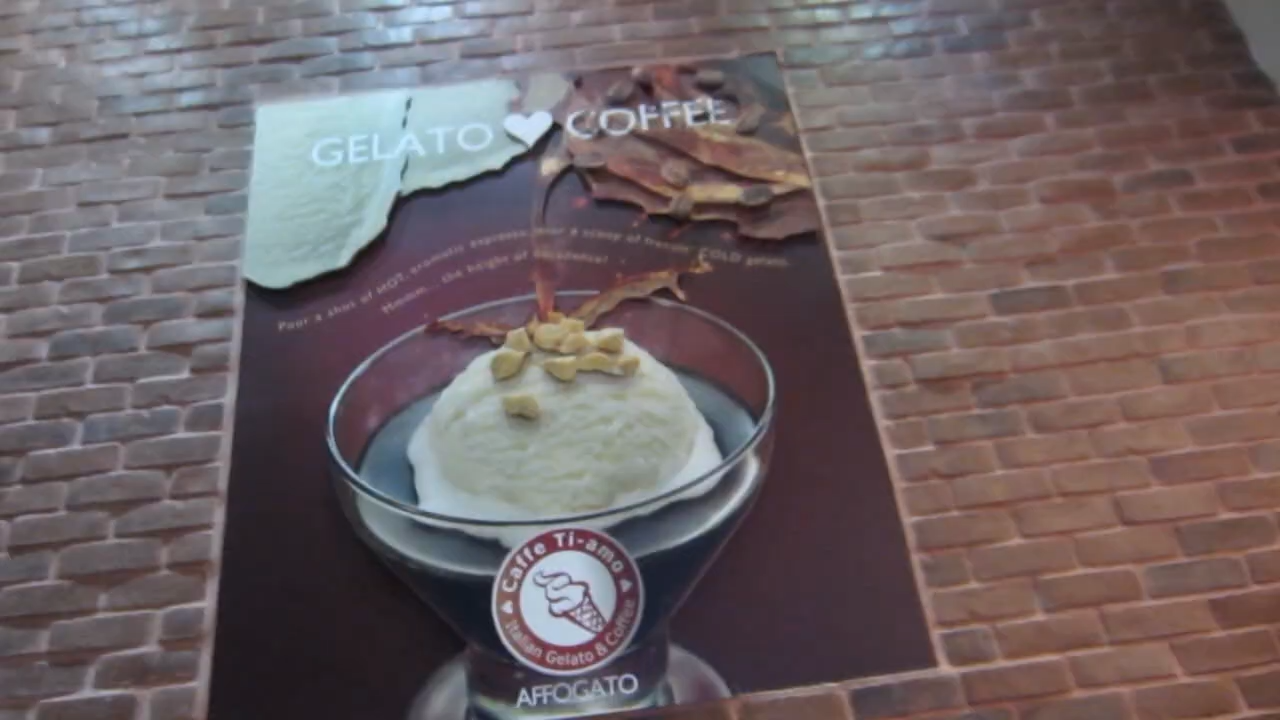 GELATO COFFEE
Pour a shot of HOT, aromatic espresso over a scoop of frozen COLD gelato.
Mmmm... the height of decadence!
Caffe Ti-amo
Italian Gelato & Coffee
AFFOGATO